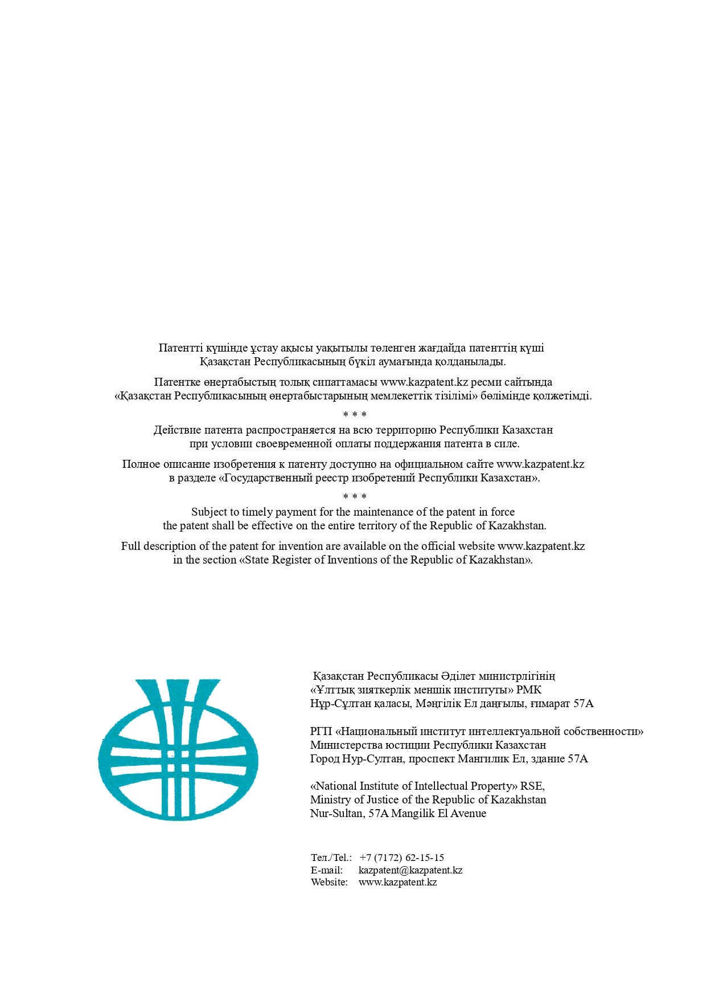 Патентті күшінде ұстау ақысы уақытылы төленген жағдайда патенттің күші
Қазақстан Республикасының бүкіл аумағында қолданылады.
Патентке өнертабыстың толық сипаттамасы www.kazpatent.kz ресми сайтында
«Қазақстан Республикасының өнертабыстарының мемлекеттік тізілімі» бөлімінде қолжетімді.
* * *
Действие патента распространяется на всю территорию Республики Казахстан
при условии своевременной оплаты поддержания патента в силе.
Полное описание изобретения к патенту доступно на официальном сайте www.kazpatent.kz
в разделе «Государственный реестр изобретений Республики Казахстан».
* * *
Subject to timely payment for the maintenance of the patent in force
the patent shall be effective on the entire territory of the Republic of Kazakhstan.
Full description of the patent for invention are available on the official website www.kazpatent.kz
in the section «State Register of Inventions of the Republic of Kazakhstan».
Қазақстан Республикасы Әділет министрлігінің
«Ұлттық зияткерлік меншік институты» РМК
Нұр-Сұлтан қаласы, Мәңгілік Ел даңғылы, ғимарат 57А
РГП «Национальный институт интеллектуальной собственности»
Министерства юстиции Республики Казахстан
Город Нур-Султан, проспект Мангилик Ел, здание 57А
«National Institute of Intellectual Property» RSE,
Ministry of Justice of the Republic of Kazakhstan
Nur-Sultan, 57A Mangilik El Avenue
Тел./Tel.: +7 (7172) 62-15-15
E-mail: kazpatent@kazpatent.kz
Website: www.kazpatent.kz